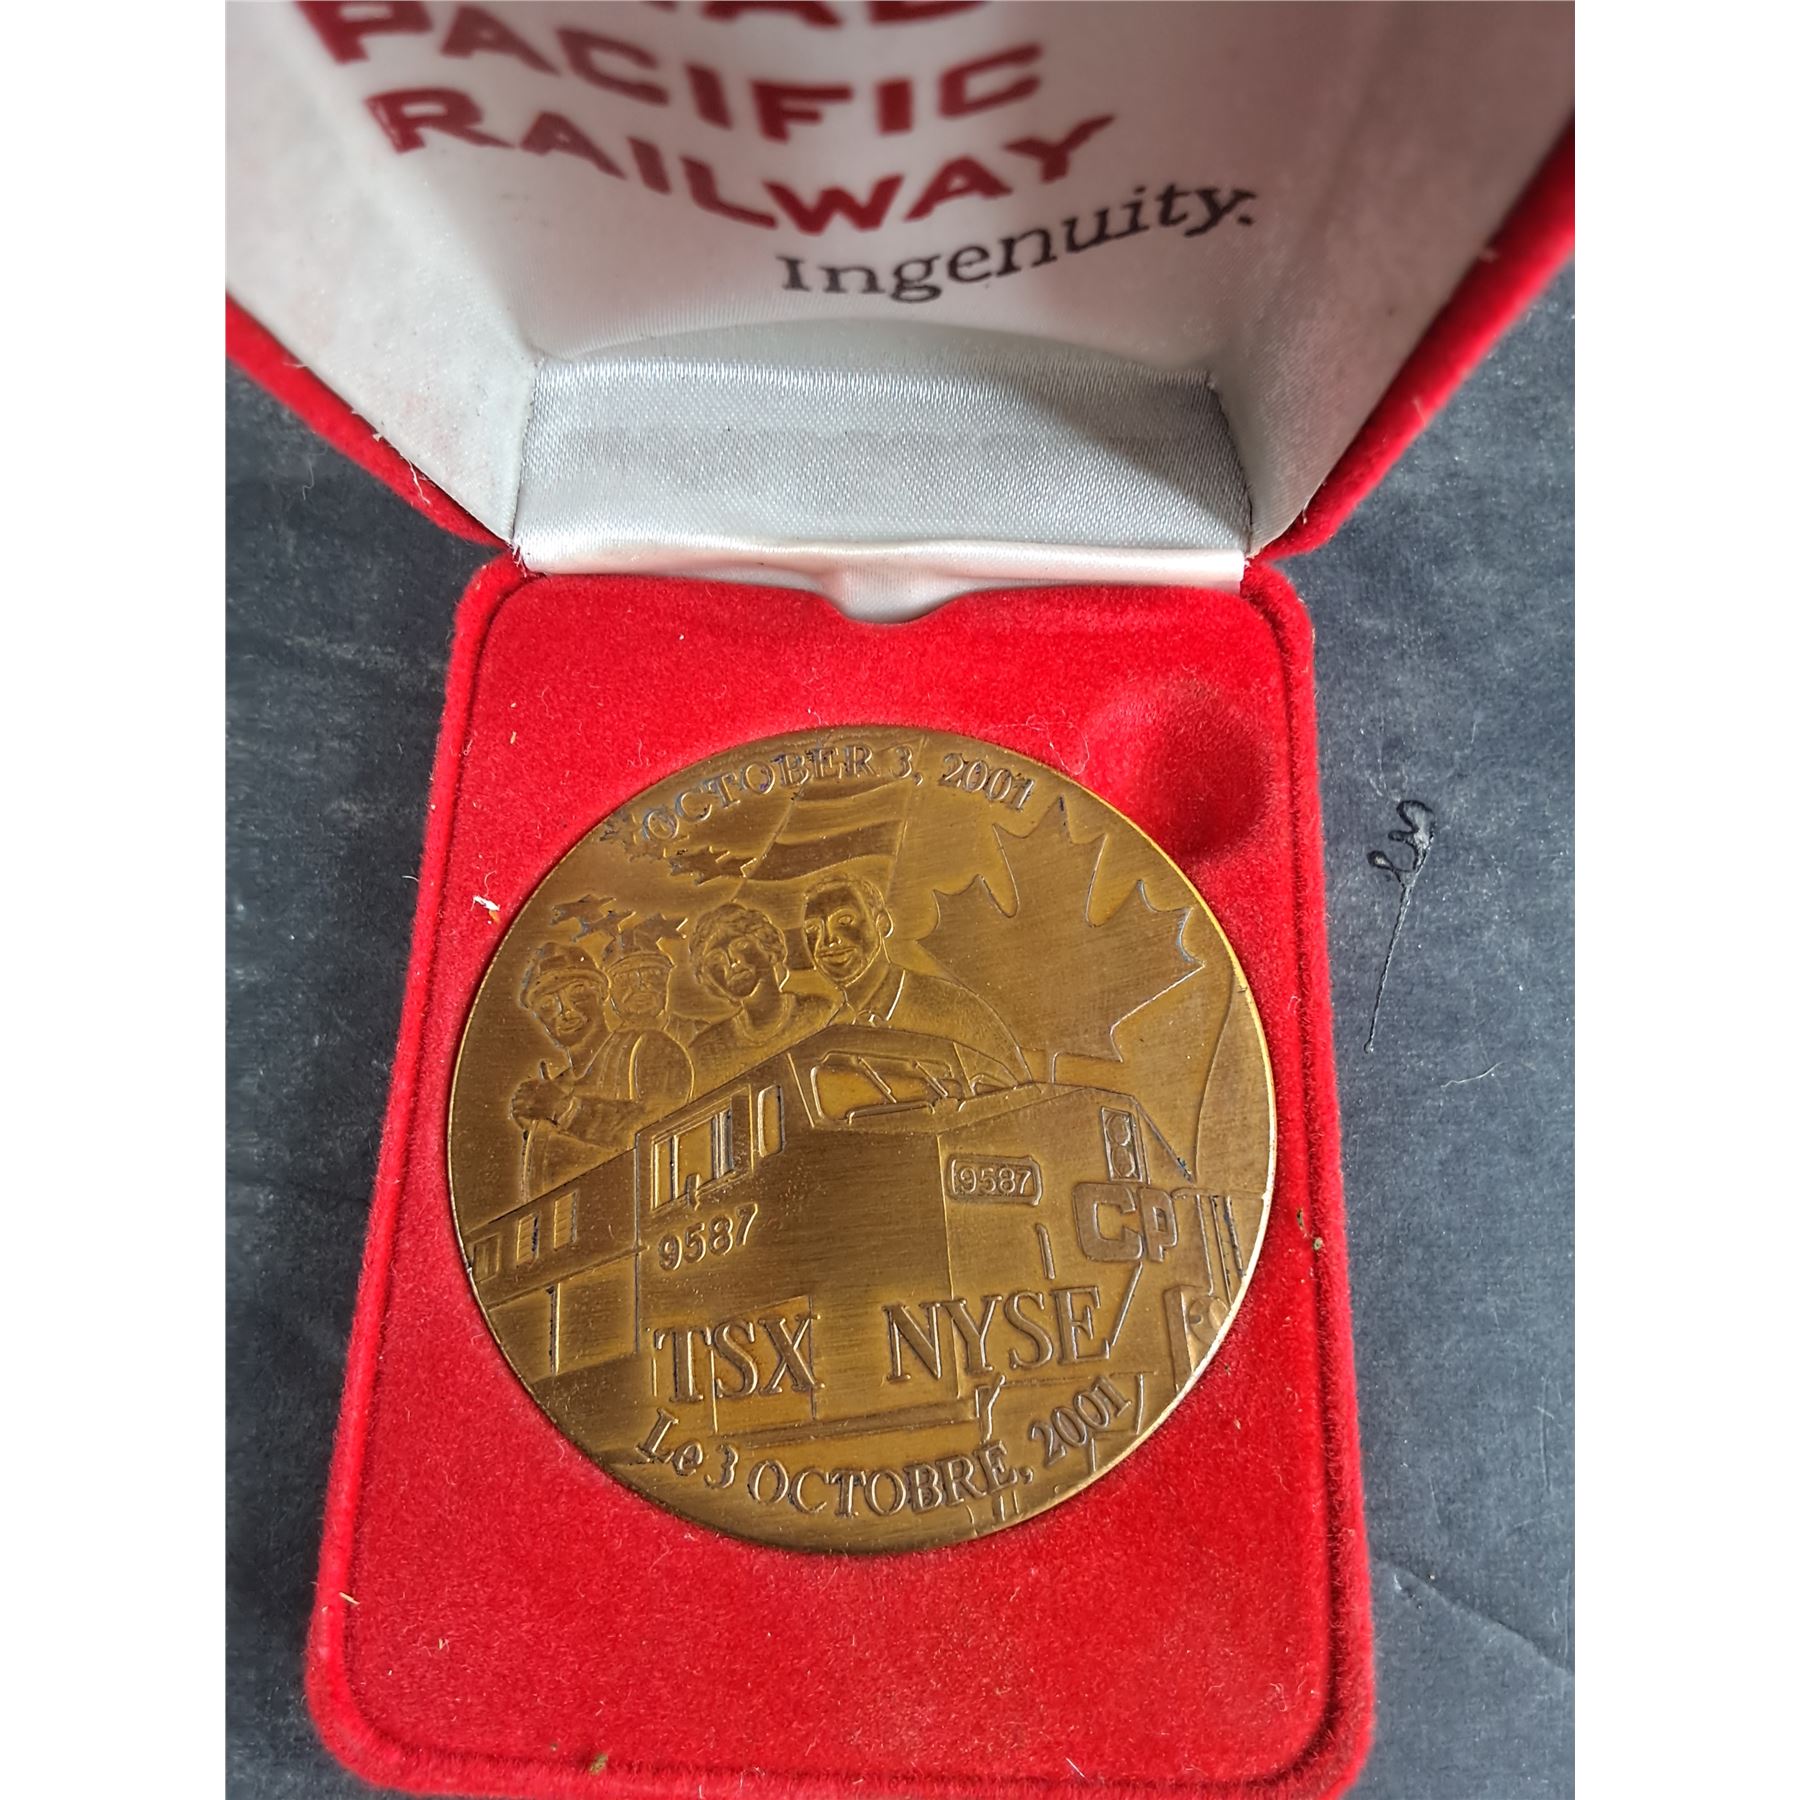 PACIFIC
RAILWAY
Ingenuity.
OCTOBER 3, 2001
9587
9587
CP
TSX NYSE
Le 3 OCTOBRE, 2001